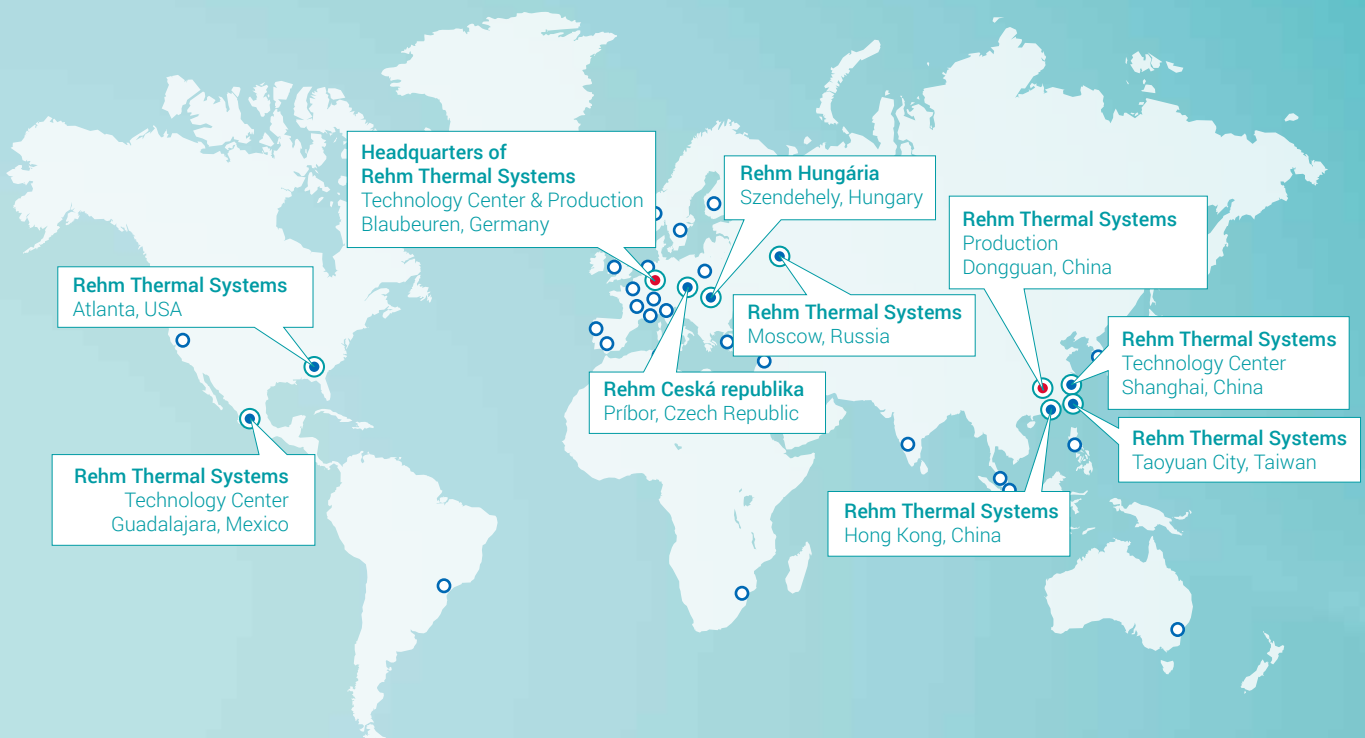 Headquarters of
Rehm Thermal Systems
Technology Center & Production
Blaubeuren, Germany
Rehm Hungária
Szendehely, Hungary
Rehm Thermal Systems
Production
Dongguan, China
Rehm Thermal Systems
Atlanta, USA
Rehm Thermal Systems
Moscow, Russia
Rehm Thermal Systems
Technology Center
Shanghai, China
Rehm Ceská republika
Príbor, Czech Republic
Rehm Thermal Systems
Taoyuan City, Taiwan
Rehm Thermal Systems
Technology Center
Guadalajara, Mexico
Rehm Thermal Systems
Hong Kong, China